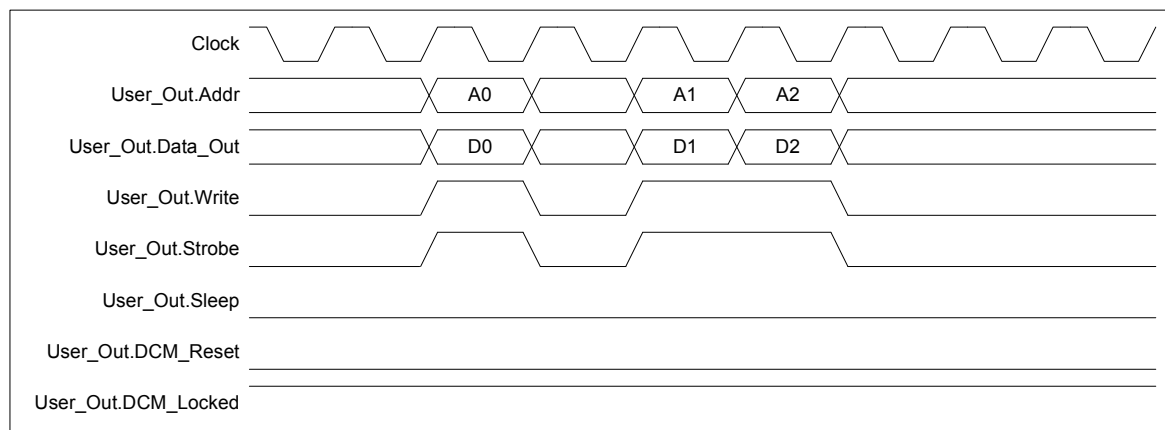 Clock
User_Out.Addr A0 A1 A2
User_Out.Data_Out D0 D1 D2
User_Out.Write
User_Out.Strobe
User_Out.Sleep
User_Out.DCM_Reset
User_Out.DCM_Locked